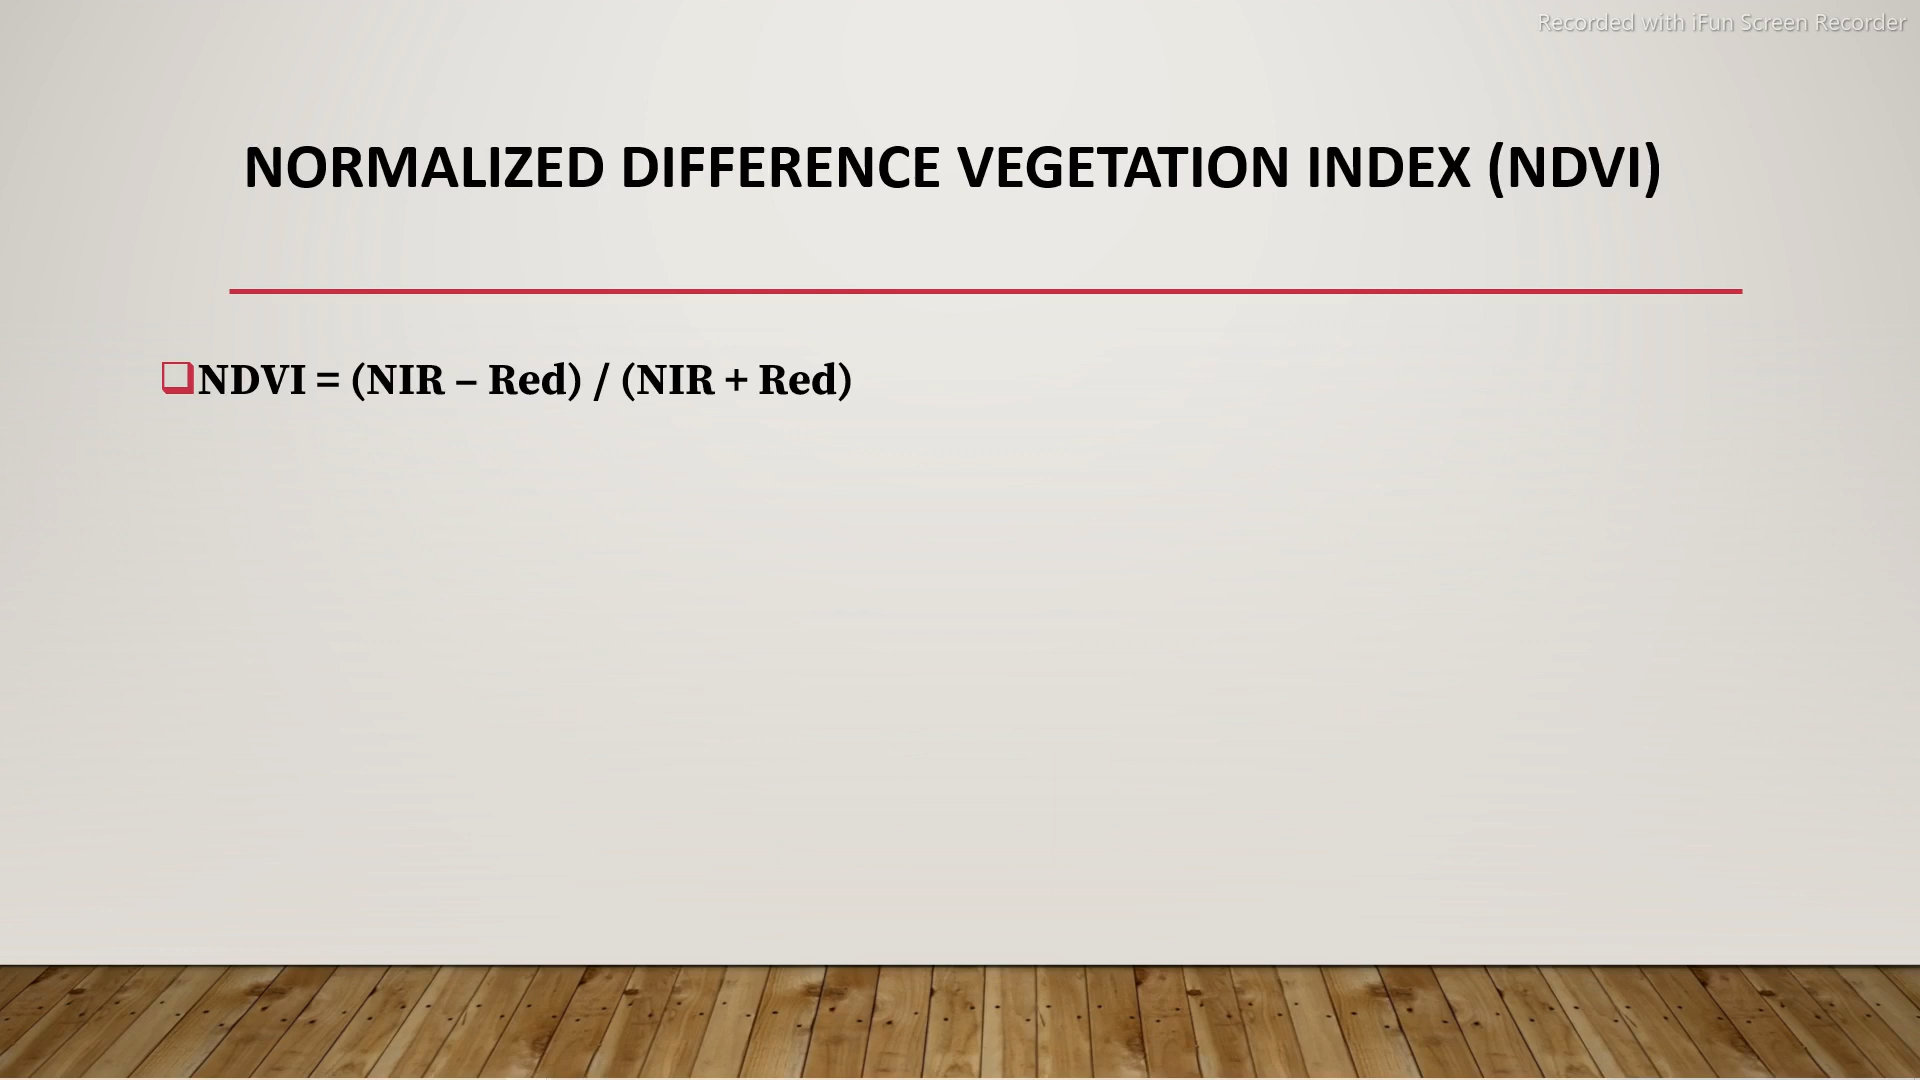 Recorded with iFun Screen Recorder
NORMALIZED DIFFERENCE VEGETATION INDEX (NDVI)
NDVI = (NIR – Red) / (NIR + Red)